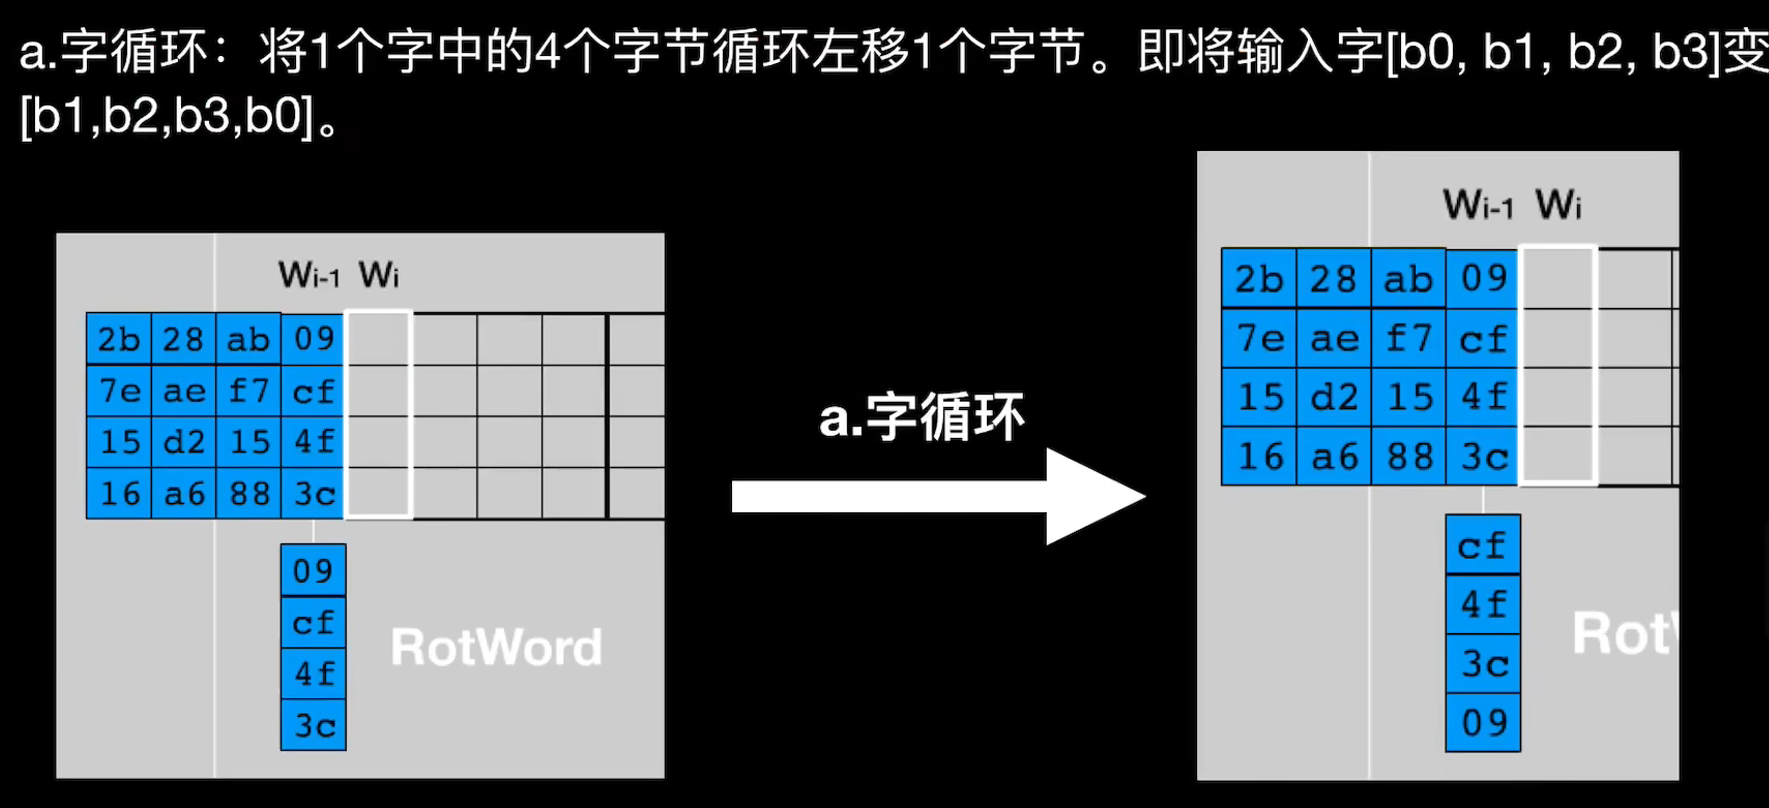 a.字循环：将1个字中的4个字节循环左移1个字节。即将输入字[b0, b1, b2, b3]变
[b1,b2,b3,b0]。
Wi-1 Wi
2b 28 ab 09
7e ae f7 cf
15 d2 15 4f
16 a6 88 3c
09
cf
4f
3c
RotWord
a.字循环
Wi-1 Wi
2b 28 ab 09
7e ae f7 cf
15 d2 15 4f
16 a6 88 3c
cf
4f
3c
09
Rot